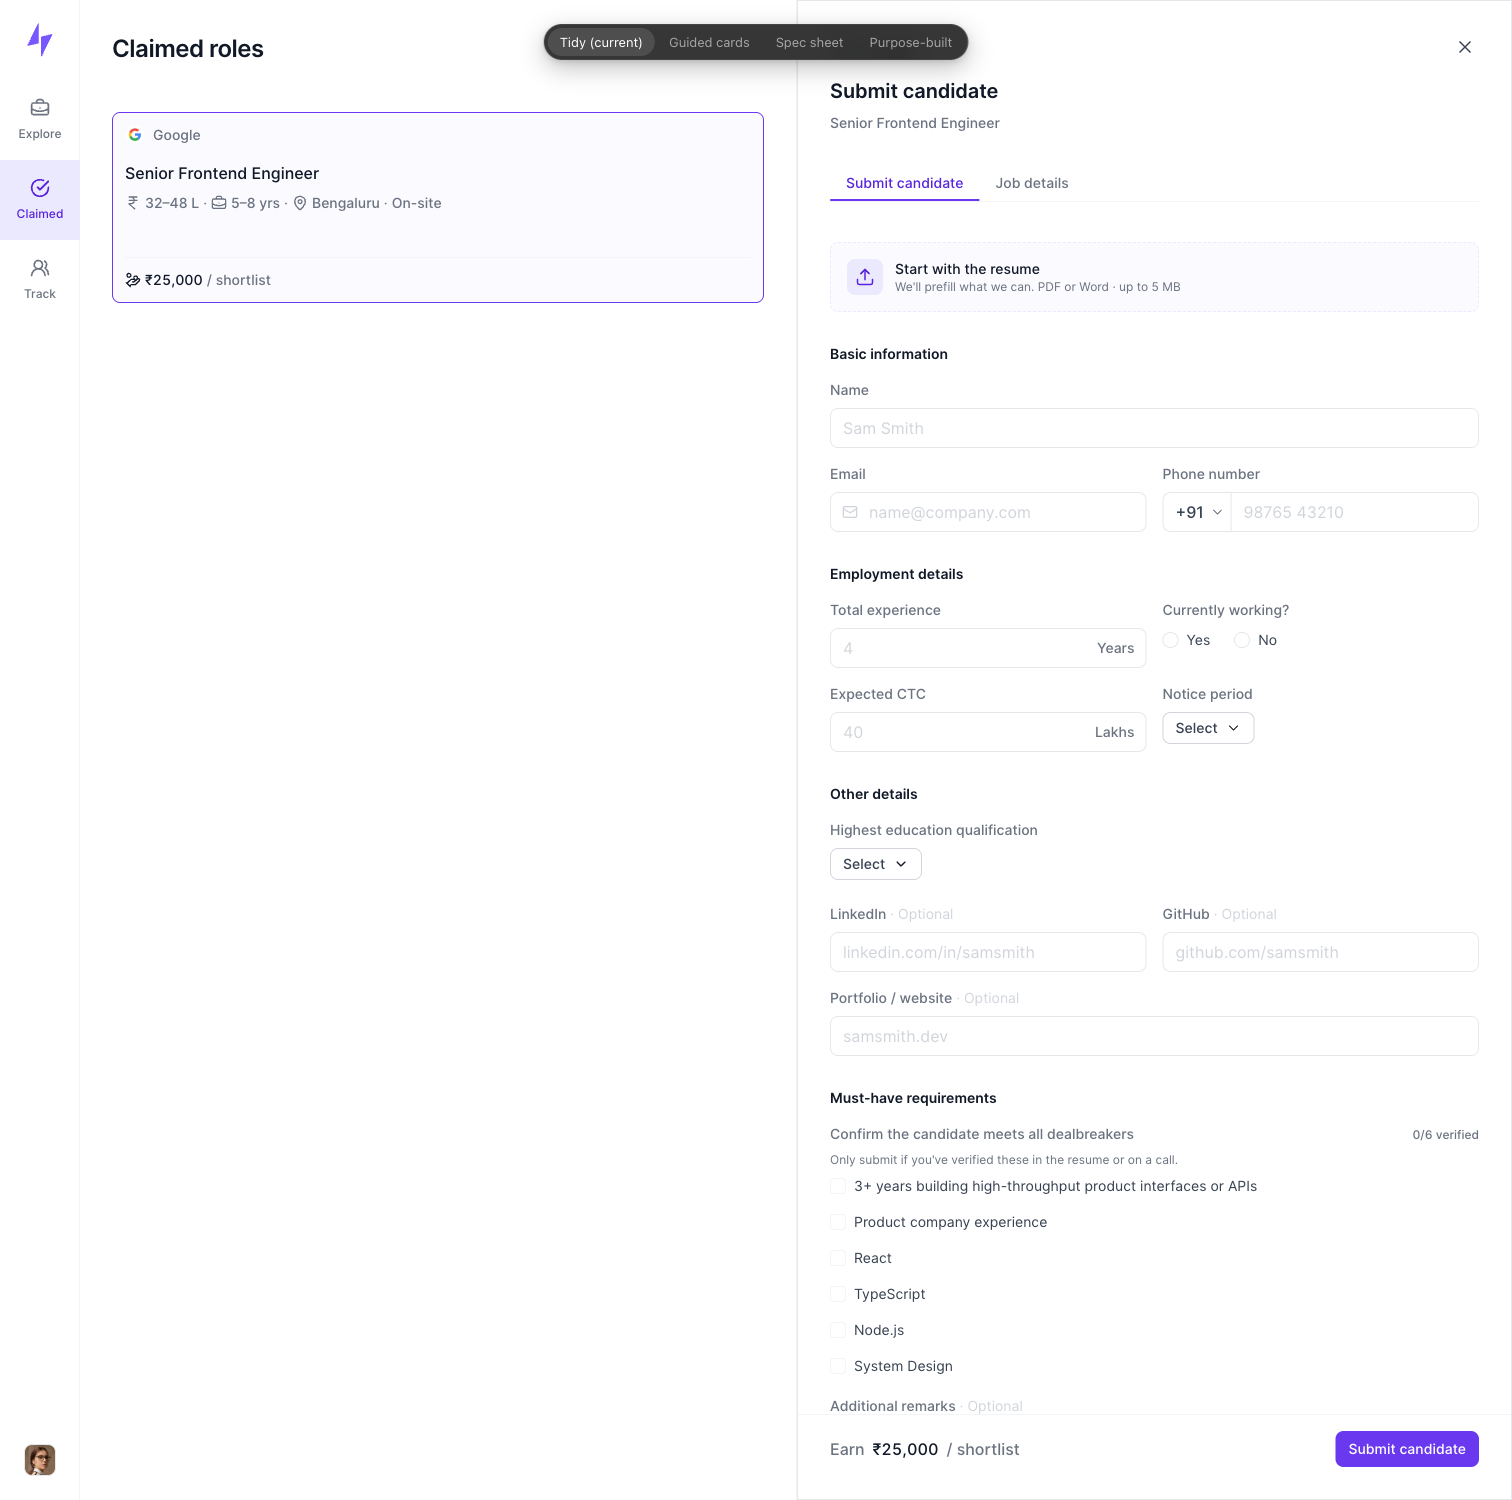 Tidy (current) Guided cards Spec sheet Purpose-built
Explore
Claimed
Track
Claimed roles
Google
Senior Frontend Engineer
₹ 32–48 L · 5–8 yrs · Bengaluru · On-site
₹25,000 / shortlist
Submit candidate
Senior Frontend Engineer
Submit candidate Job details
Start with the resume
We'll prefill what we can. PDF or Word · up to 5 MB
Basic information
Name
Sam Smith
Email Phone number
name@company.com +91 98765 43210
Employment details
Total experience Currently working?
4 Years Yes No
Expected CTC Notice period
40 Lakhs Select
Other details
Highest education qualification
Select
LinkedIn · Optional GitHub · Optional
linkedin.com/in/samsmith github.com/samsmith
Portfolio / website · Optional
samsmith.dev
Must-have requirements
Confirm the candidate meets all dealbreakers 0/6 verified
Only submit if you've verified these in the resume or on a call.
3+ years building high-throughput product interfaces or APIs
Product company experience
React
TypeScript
Node.js
System Design
Additional remarks · Optional
Earn ₹25,000 / shortlist Submit candidate